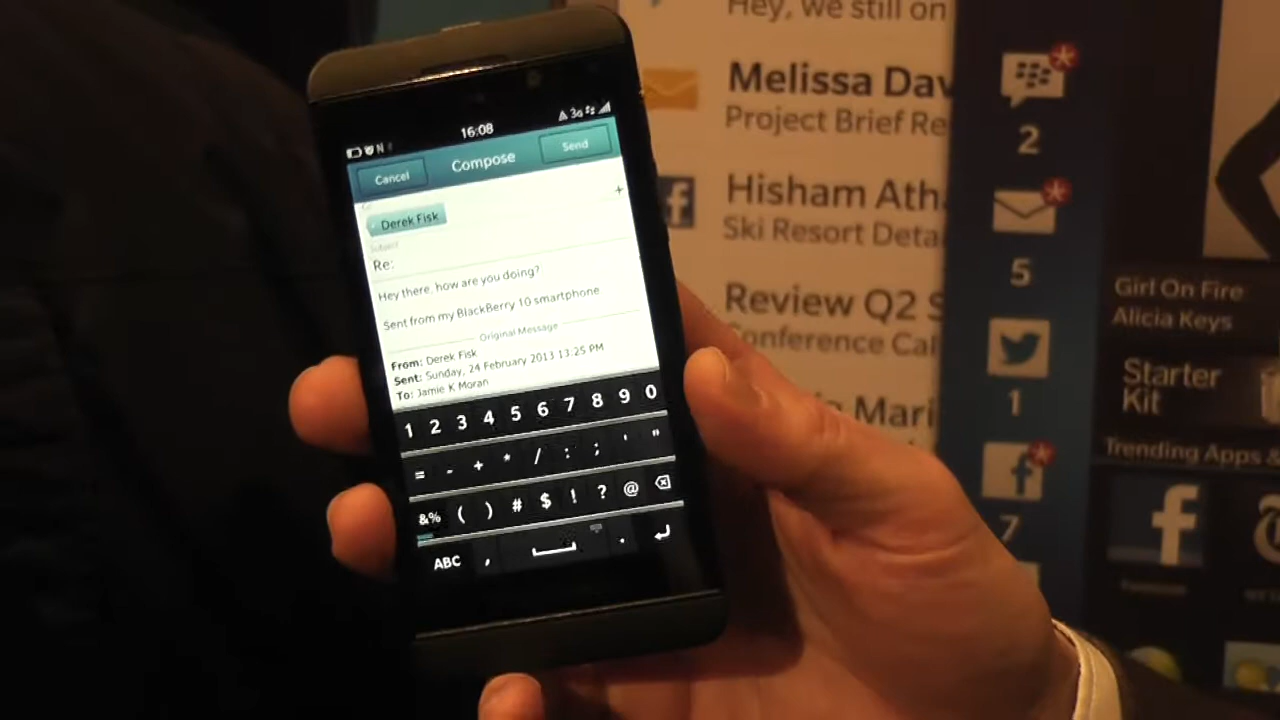 16:08
3G
Cancel
Compose
Send
Derek Fisk
Subject
Re:
Hey there, how are you doing?
Sent from my BlackBerry 10 smartphone
Original Message
From: Derek Fisk
Sent: Sunday, 24 February 2013 13:25 PM
To: Jamie K Moran
1 2 3 4 5 6 7 8 9 0
= - + * / : ; ' "
&% ( ) # $ ! ? @
ABC , .
Hey, we still on
Melissa Dav
Project Brief Re
Hisham Ath
Ski Resort Deta
Review Q2 S
Conference Cal
Mari
2
5
1
7
Girl On Fire
Alicia Keys
Starter
Kit
Trending Apps &